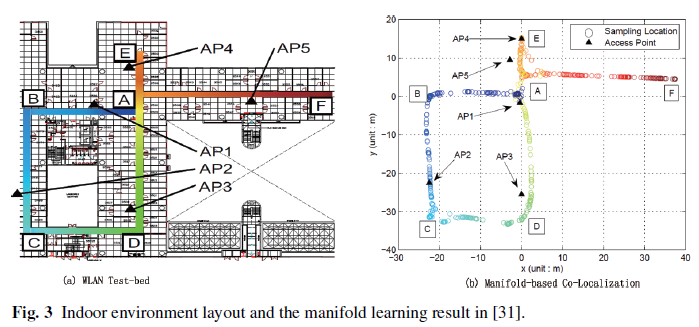 E
AP4
AP5
B
A
F
AP1
AP2
AP3
C
D
(a) WLAN Test-bed
20
15
10
0
-10
-20
-30
-40
-30
-20
-10
0
10
20
30
40
y (unit : m)
x (unit : m)
AP4
E
Sampling Location
Access Point
AP5
B
A
F
AP1
AP2
AP3
C
D
(b) Manifold-based Co-Localization
Fig. 3 Indoor environment layout and the manifold learning result in [31].